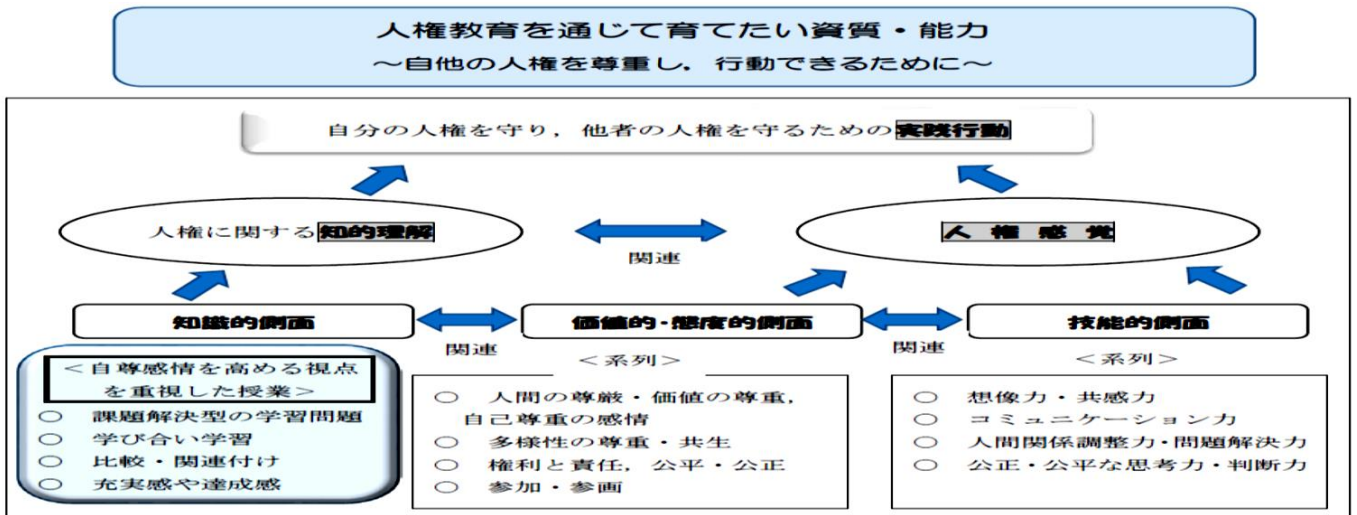 人権教育を通じて育てたい資質・能力
～自他の人権を尊重し，行動できるために～
自分の人権を守り，他者の人権を守るための実践行動
人権に関する知的理解
関連
人権感覚
知識的側面
関連
価値的・態度的側面
関連
技能的側面
＜自尊感情を高める視点
を重視した授業＞
○ 課題解決型の学習問題
○ 学び合い学習
○ 比較・関連付け
○ 充実感や達成感
＜系列＞
○ 人間の尊厳・価値の尊重，
自己尊重の感情
○ 多様性の尊重・共生
○ 権利と責任，公平・公正
○ 参加・参画
＜系列＞
○ 想像力・共感力
○ コミュニケーション力
○ 人間関係調整力・問題解決力
○ 公正・公平な思考力・判断力